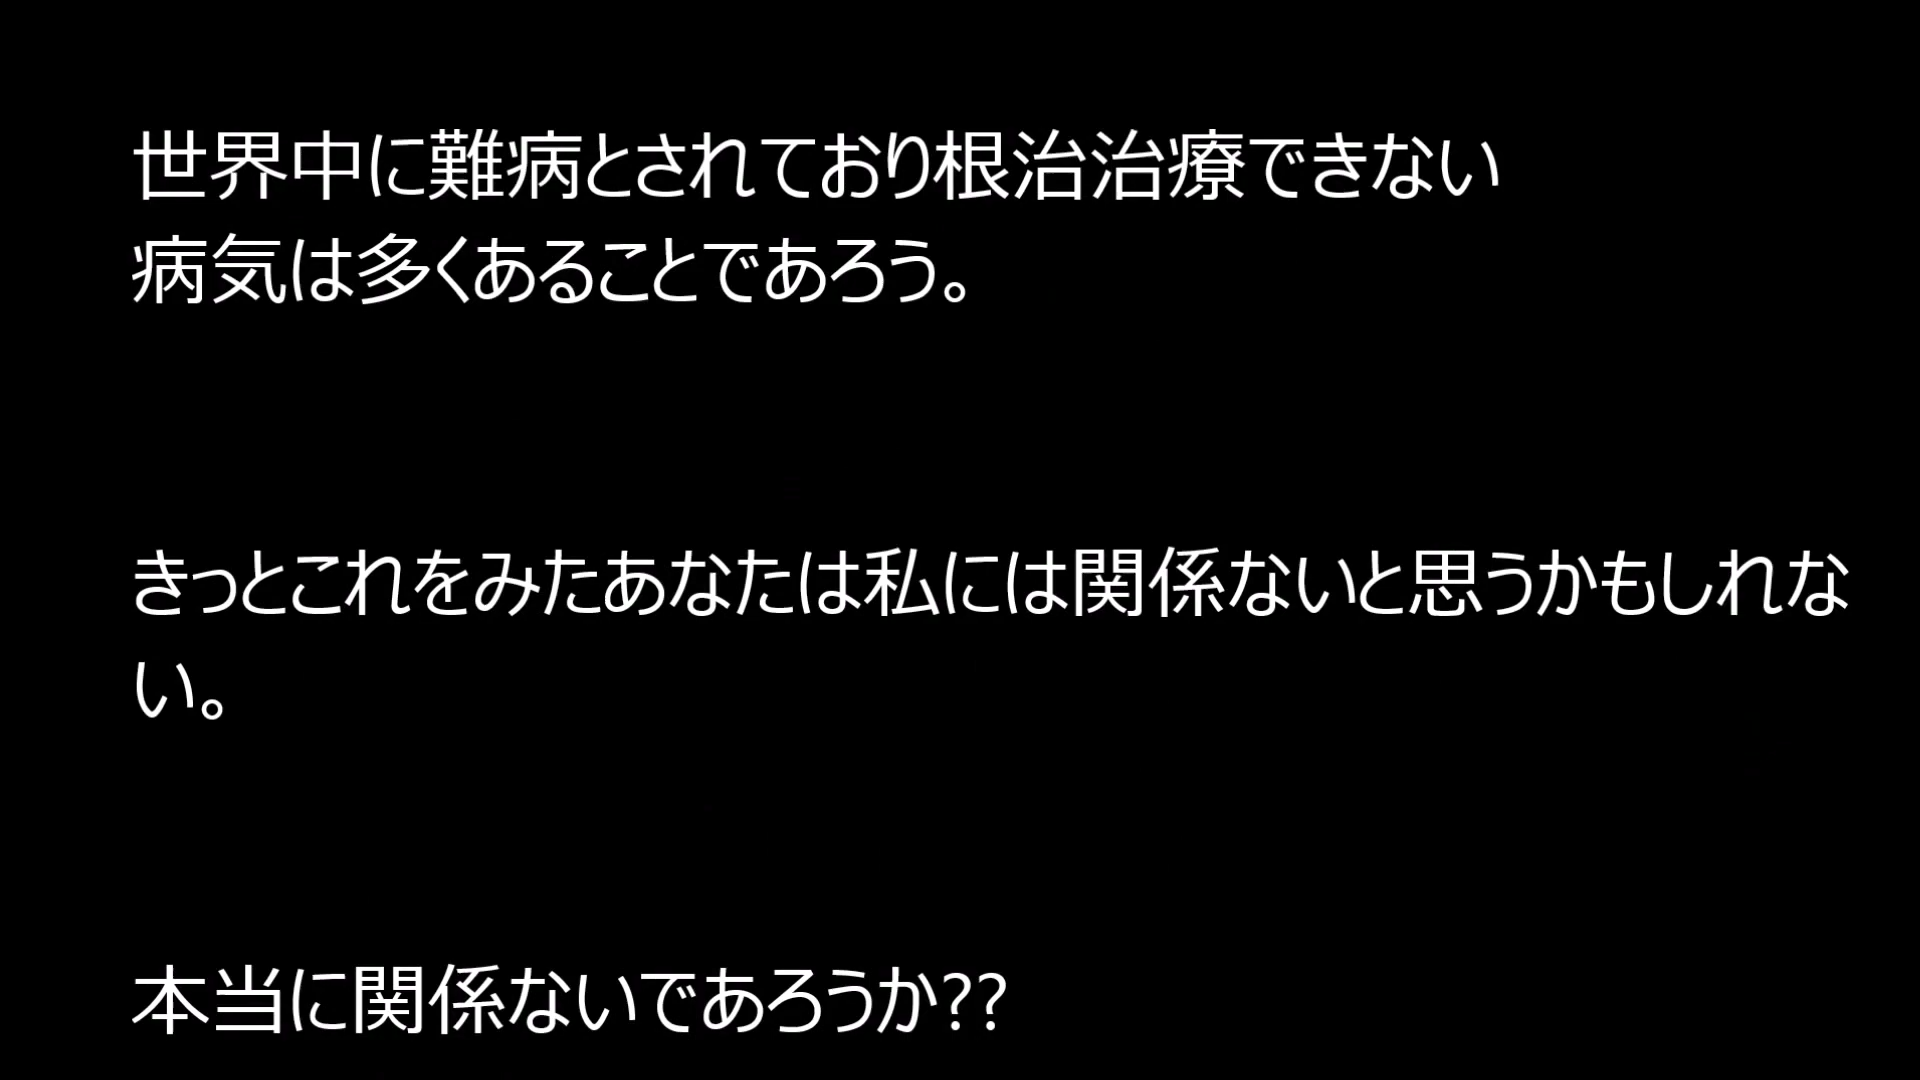 世界中に難病とされており根治治療できない
病気は多くあることであろう。
きっとこれをみたあなたは私には関係ないと思うかもしれな
い。
本当に関係ないであろうか??